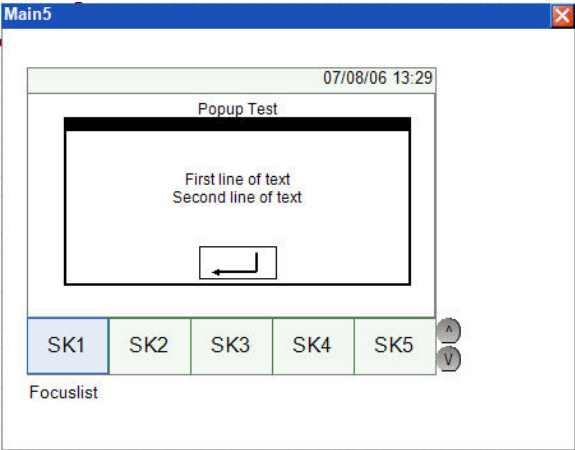 Main5
07/08/06 13:29
Popup Test
First line of text
Second line of text
SK1 SK2 SK3 SK4 SK5
Focuslist